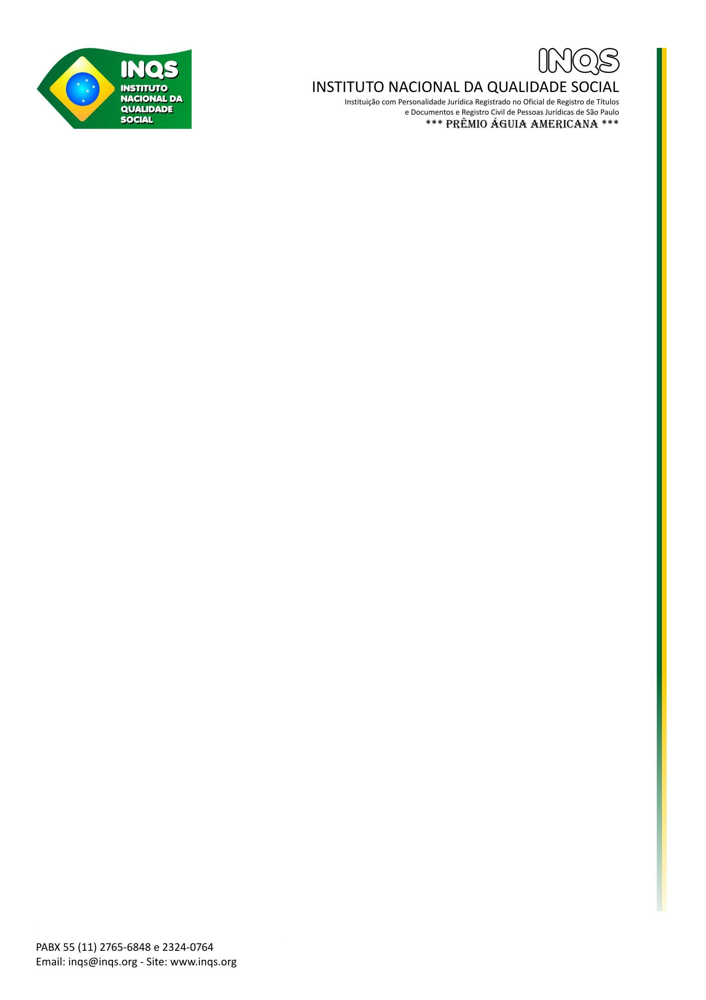 INQS
INSTITUTO
NACIONAL DA
QUALIDADE
SOCIAL
INQS
INSTITUTO NACIONAL DA QUALIDADE SOCIAL
Instituição com Personalidade Jurídica Registrado no Oficial de Registro de Títulos
e Documentos e Registro Civil de Pessoas Jurídicas de São Paulo
*** PRÊMIO ÁGUIA AMERICANA ***
PABX 55 (11) 2765-6848 e 2324-0764
Email: inqs@inqs.org - Site: www.inqs.org